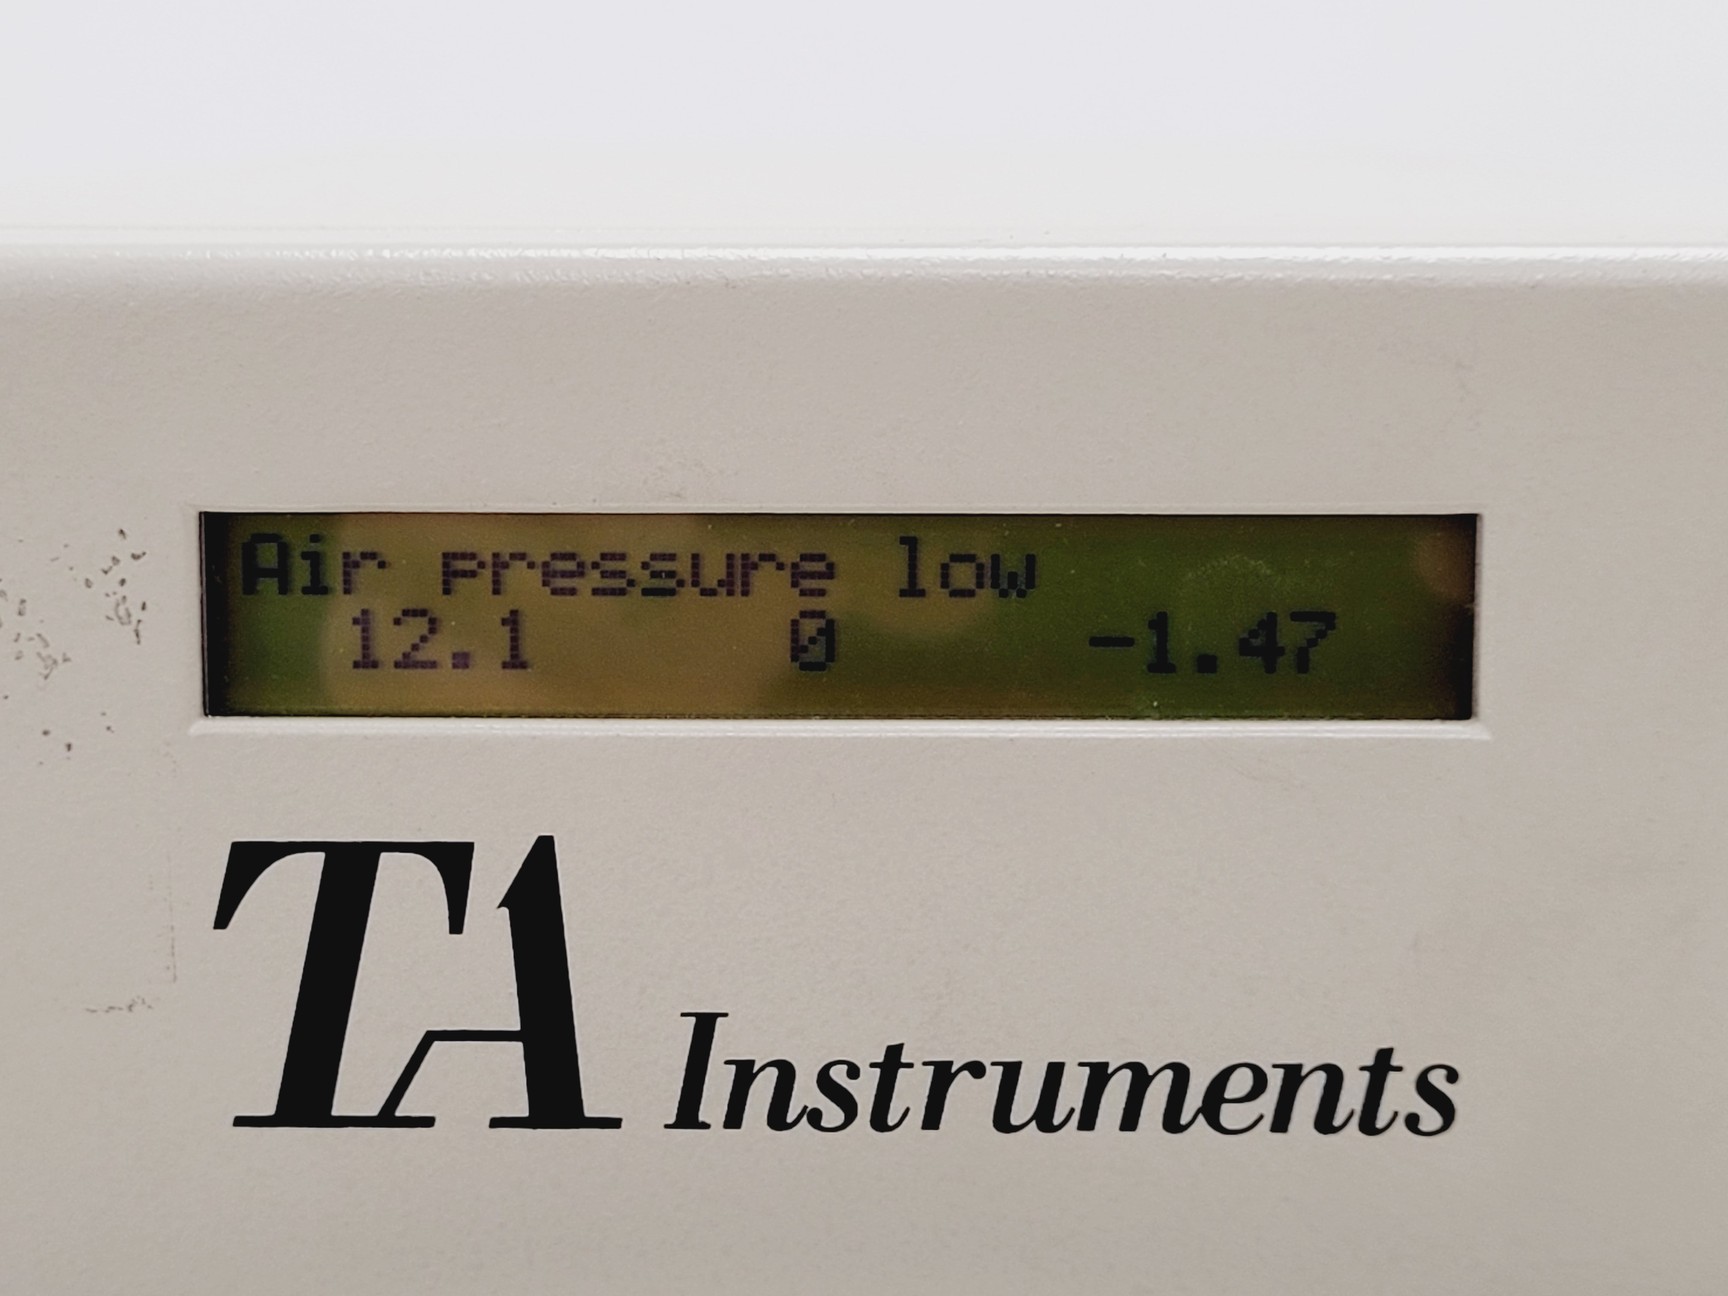 Air pressure low
12.1 0 -1.47
TA Instruments